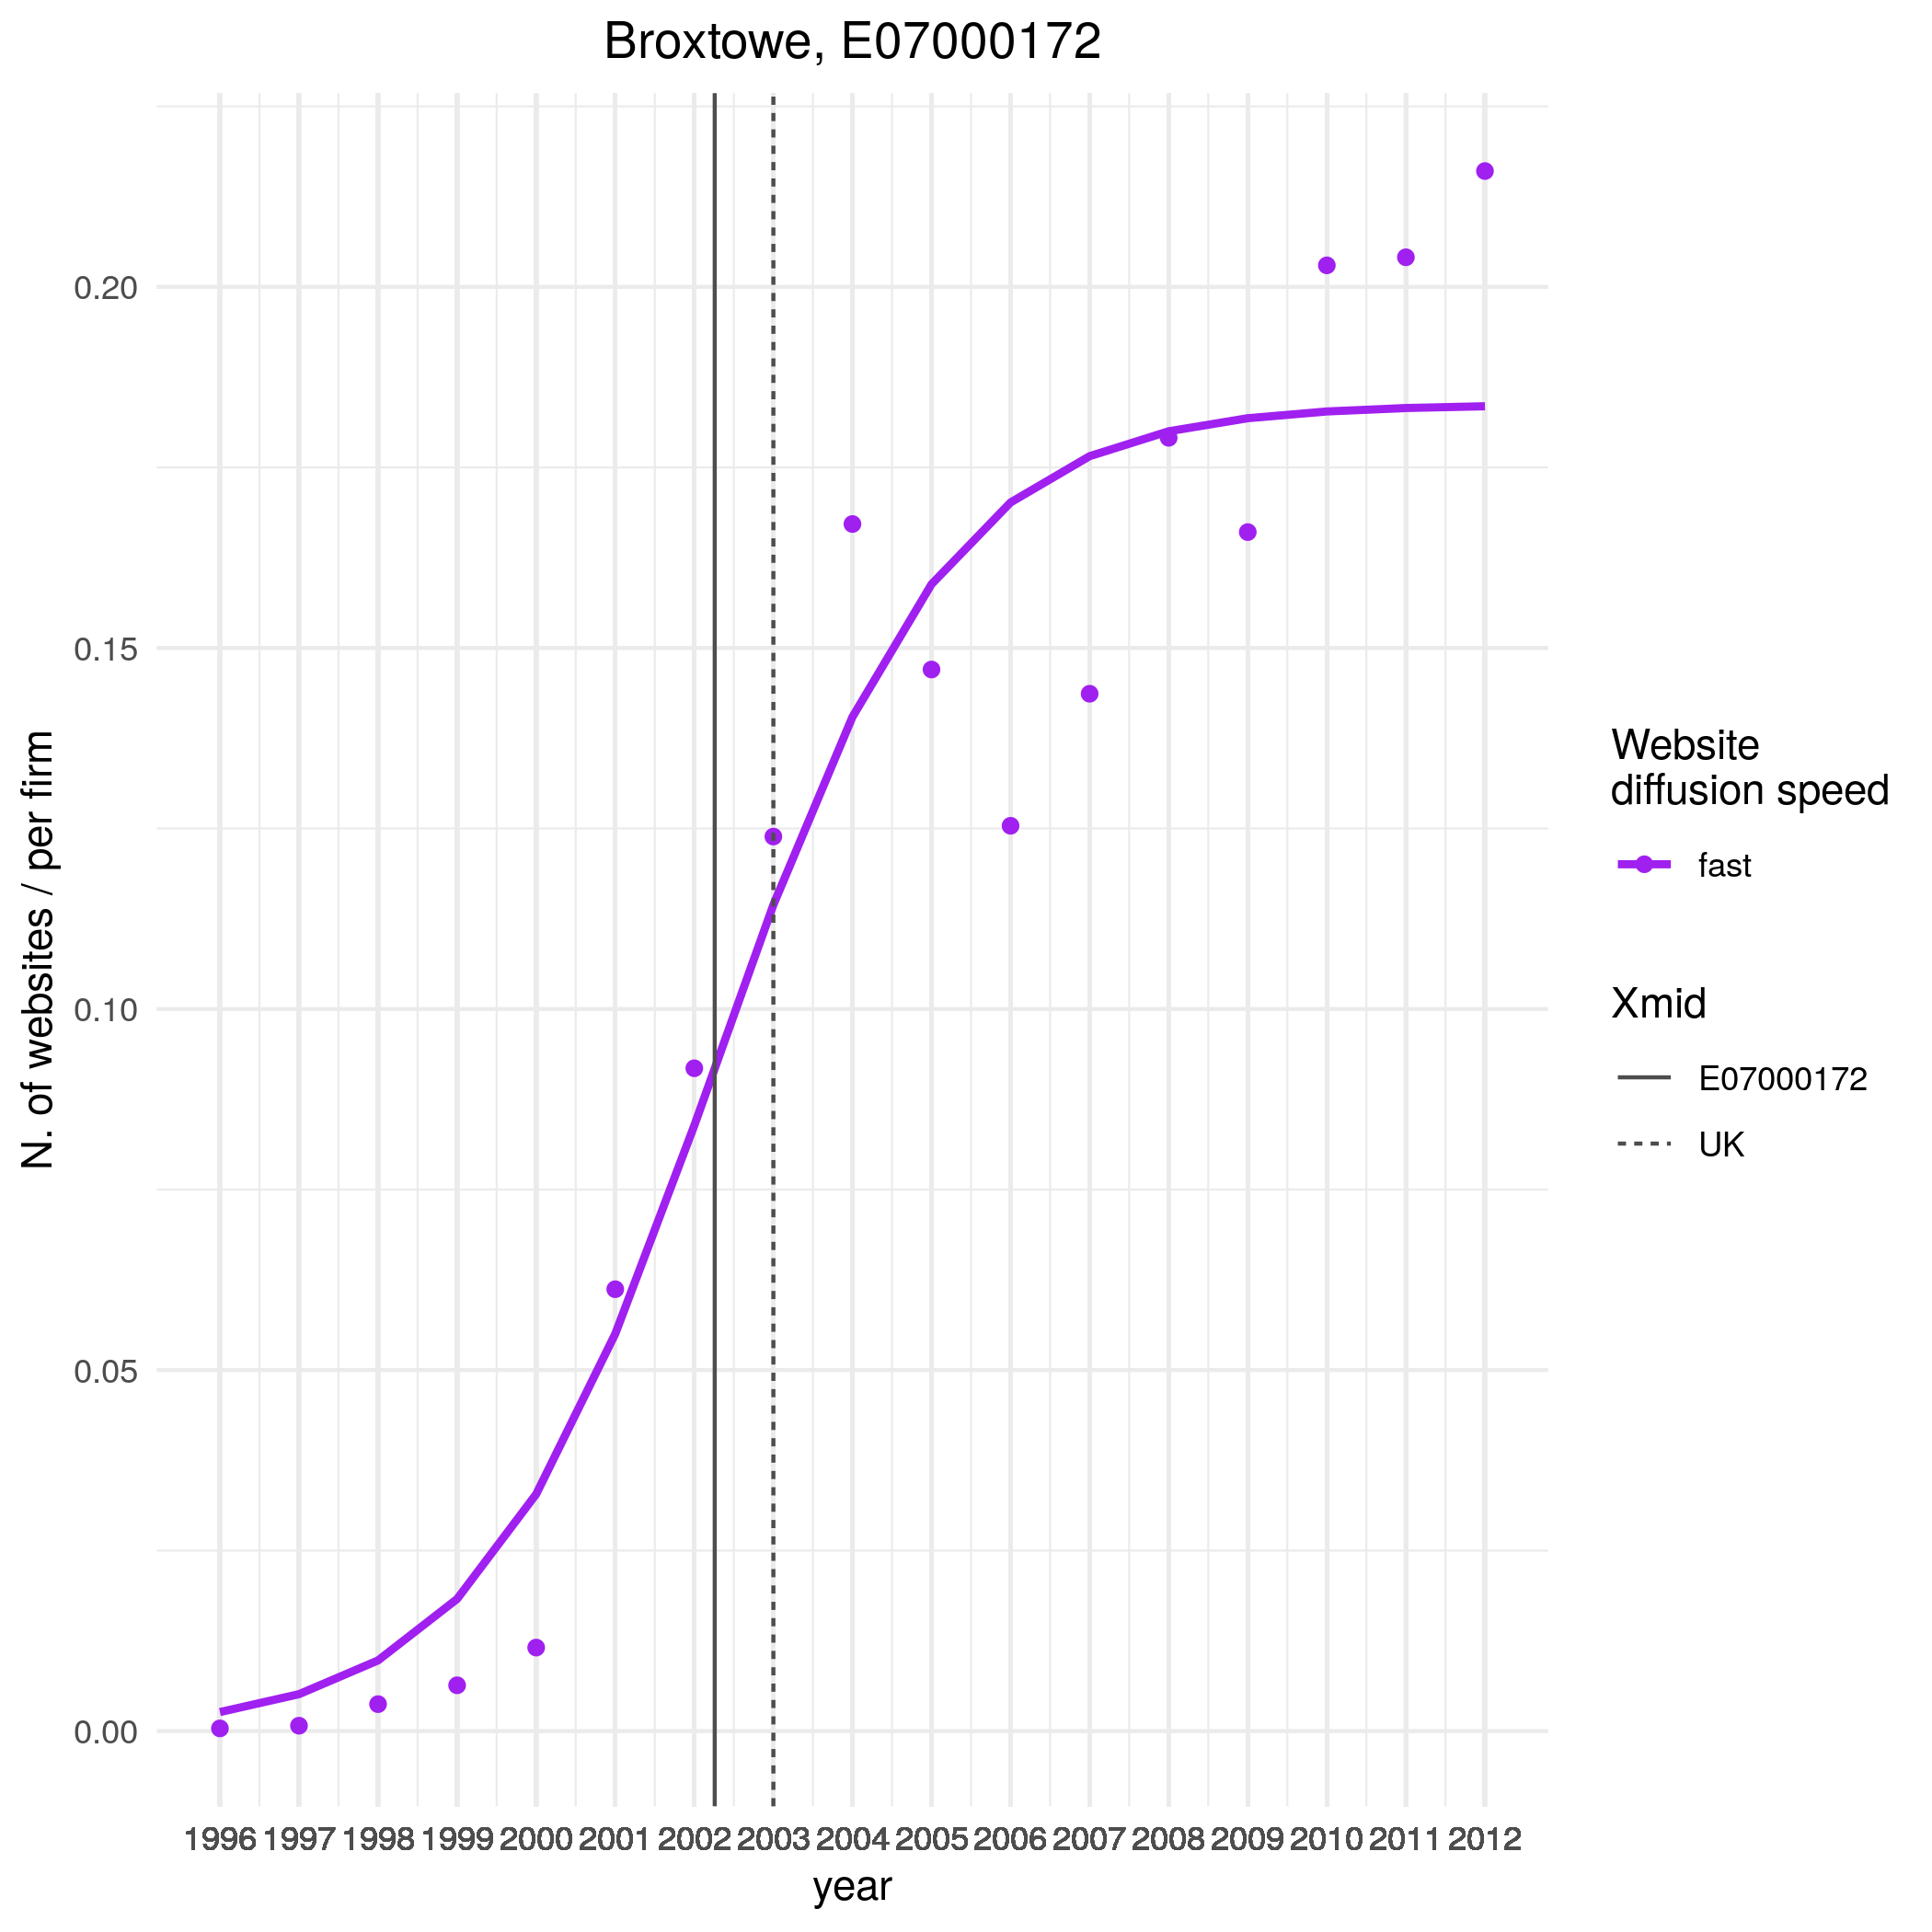 Broxtowe, E07000172
N. of websites / per firm
0.20
0.15
0.10
0.05
0.00
1996 1997 1998 1999 2000 2001 2002 2003 2004 2005 2006 2007 2008 2009 2010 2011 2012
year
Website
diffusion speed
fast
Xmid
E07000172
UK